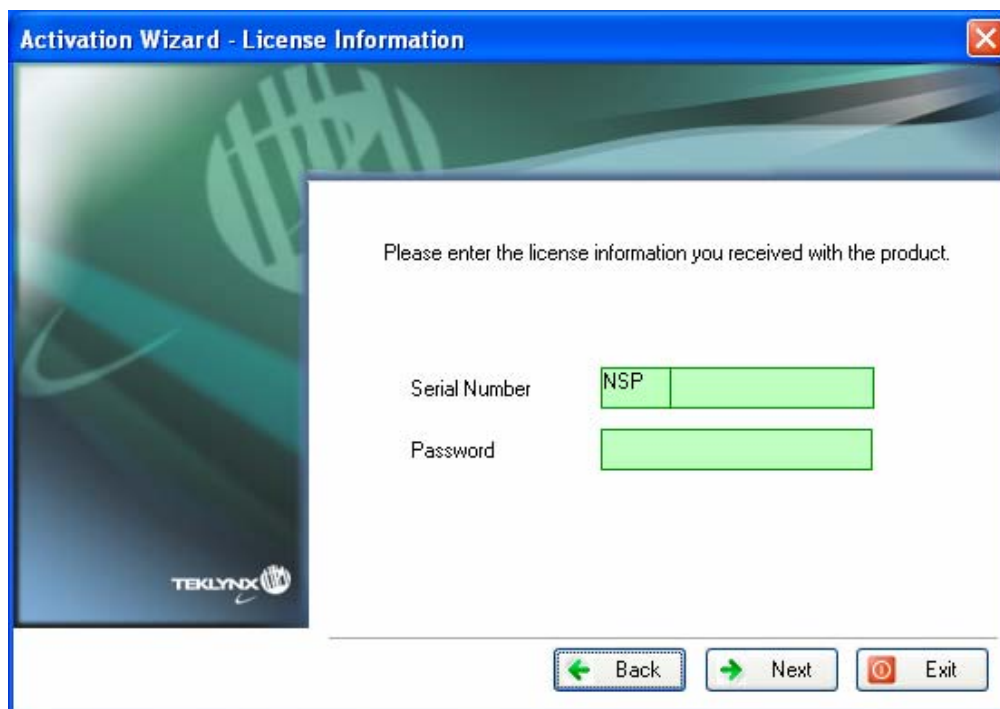 Activation Wizard - License Information
Please enter the license information you received with the product.
Serial Number NSP
Password
TEKLYNX
Back Next Exit